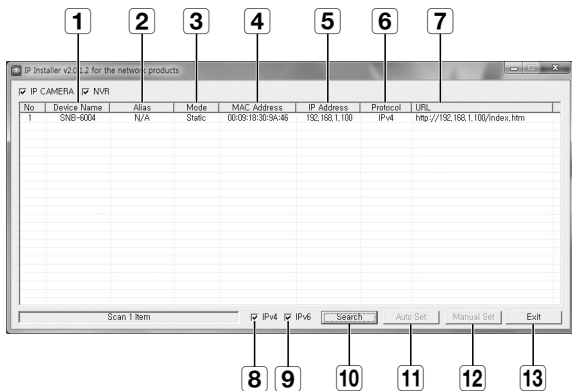 1 2 3 4 5 6 7
IP Installer v2.0.1.2 for the network products
IP CAMERA NVR
No Device Name Alias Mode MAC Address IP Address Protocol URL
1 SNB-6004 N/A Static 00:09:18:30:9A:46 192.168.1.100 IPv4 http://192.168.1.100/index.htm
Scan 1 Item IPv4 IPv6 Search Auto Set Manual Set Exit
8 9 10 11 12 13